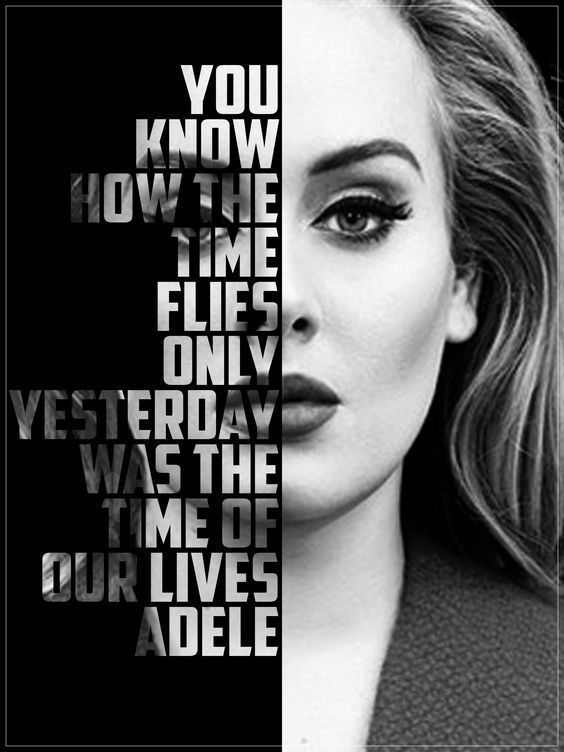 YOU
KNOW
HOW THE
TIME
FLIES
ONLY
YESTERDAY
WAS THE
TIME OF
OUR LIVES
ADELE